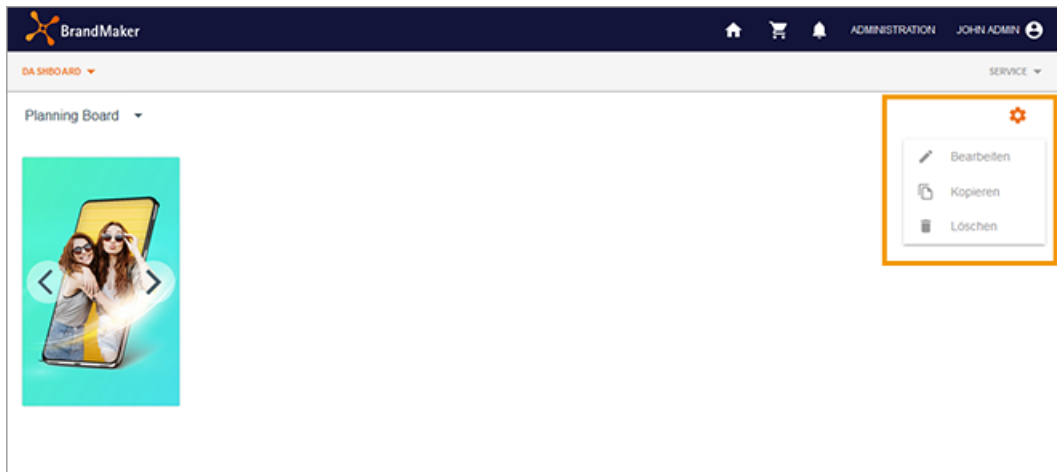 BrandMaker
ADMINISTRATION
JOHN ADMIN
DASHBOARD
SERVICE
Planning Board
Bearbeiten
Kopieren
Löschen